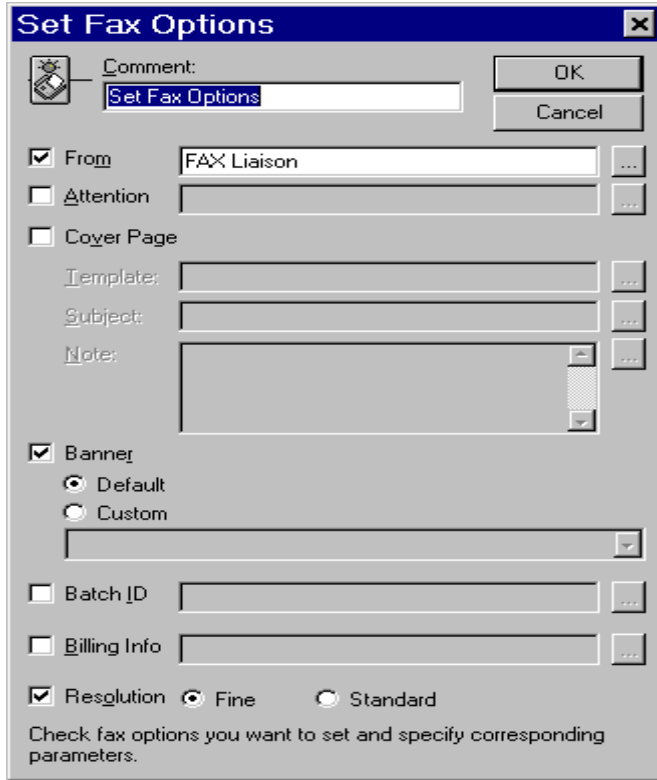 Set Fax Options
Comment:
OK
Set Fax Options
Cancel
From FAX Liaison ...
Attention ...
Cover Page
Template: ...
Subject: ...
Note: ...
Banner
Default
Custom
Batch ID ...
Billing Info ...
Resolution Fine Standard
Check fax options you want to set and specify corresponding
parameters.